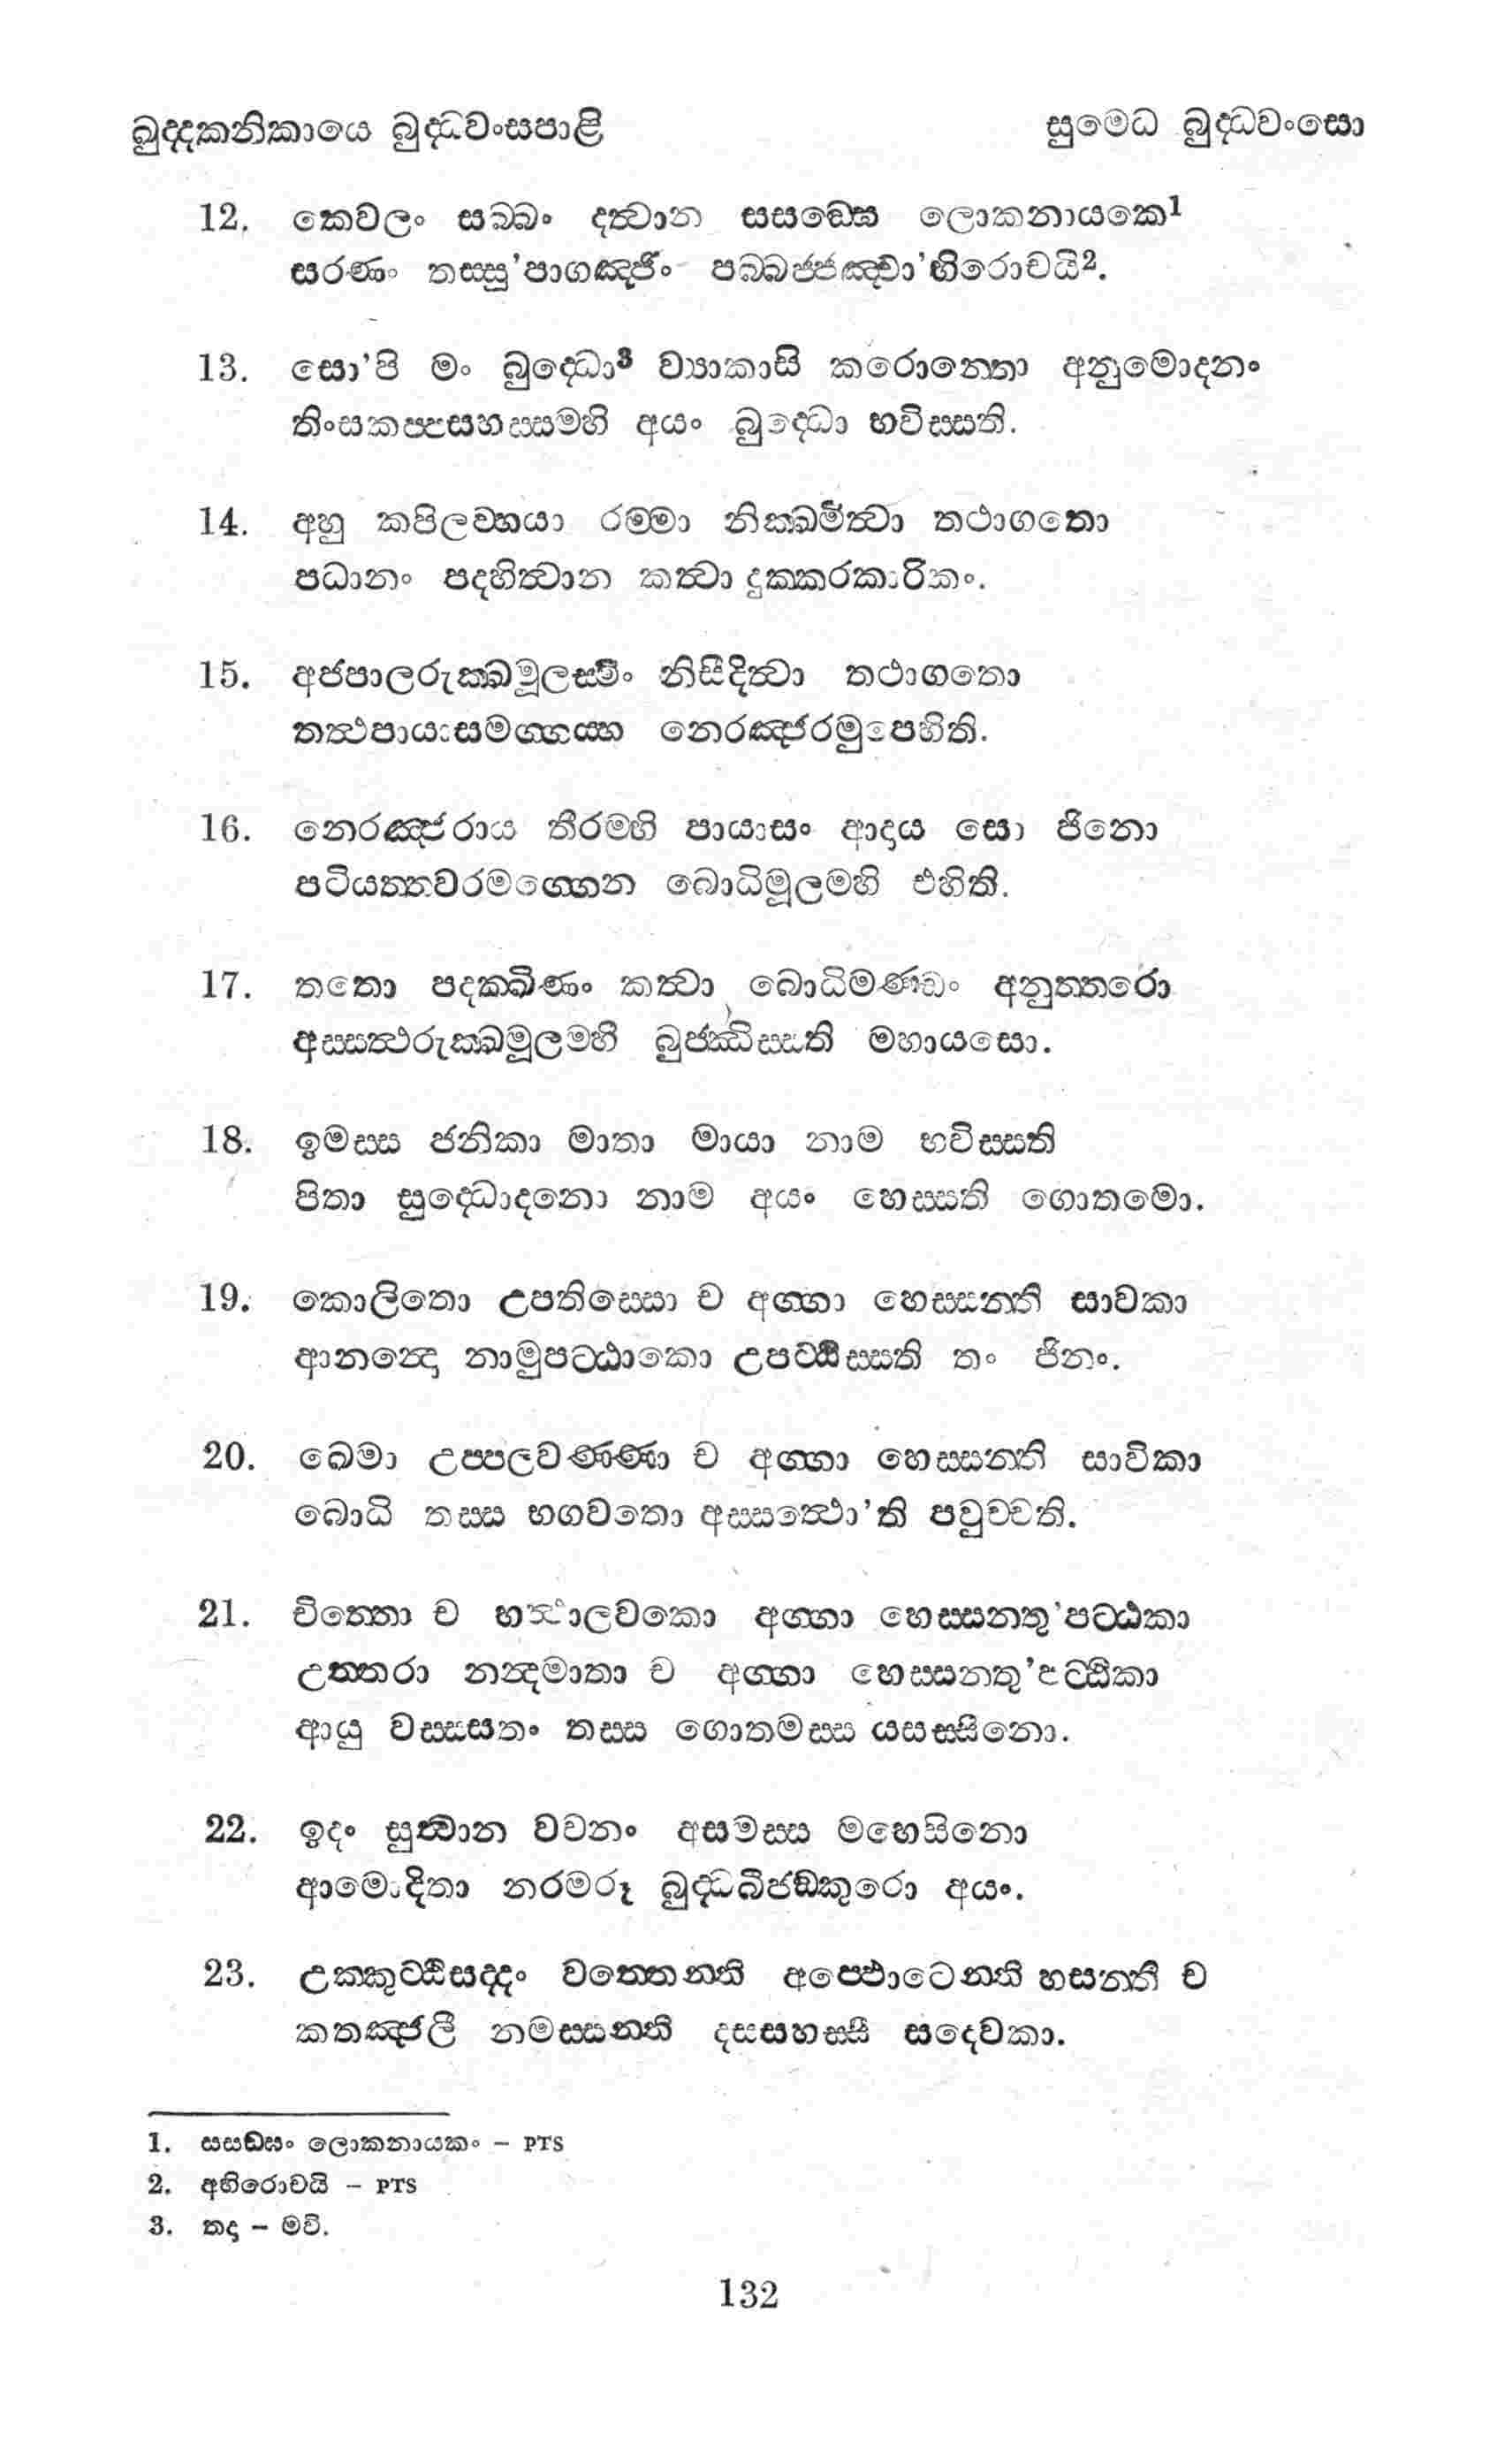 ඛුද්දකනිකායෙ බුද්ධවංසපාළි සුමෙධ බුද්ධවංසො
12. කෙවලං සබ්බං දත්වාන සසඞ්ඝෙ ලොකනායකෙ1
සරණං තස්සු'පාගඤ්ජිං පබ්බජ්ජඤ්චා'භිරොචයි2.
13. සො'පි මං බුද්ධො3 ව්‍යාකාසි කරොන්තො අනුමොදනං
තිංසකප්පසහස්සම්හි අයං බුද්ධො භවිස්සති.
14. අහු කපිලව්හයා රම්මා නික්ඛමිත්වා තථාගතො
පධානං පදහිත්වාන කත්වා දුක්කරකාරිකං.
15. අජපාලරුක්ඛමූලස්මිං නිසීදිත්වා තථාගතො
තත්ථපායාසමග්ගය්හ නෙරඤ්ජරමුපෙහිති.
16. නෙරඤ්ජරාය තීරම්හි පායාසං ආදාය සො ජිනො
පටියත්තවරමග්ගෙන බොධිමූලම්හි එහිති.
17. තතො පදක්ඛිණං කත්වා බොධිමණ්ඩං අනුත්තරො
අස්සත්ථරුක්ඛමූලම්හි බුජ්ඣිස්සති මහායසො.
18. ඉමස්ස ජනිකා මාතා මායා නාම භවිස්සති
පිතා සුද්ධොදනො නාම අයං හෙස්සති ගොතමො.
19. කොලිතො උපතිස්සො ච අග්ගා හෙස්සන්ති සාවකා
ආනන්දො නාමුපට්ඨාකො උපට්ඨිස්සති තං ජිනං.
20. ඛෙමා උප්පලවණ්ණා ච අග්ගා හෙස්සන්ති සාවිකා
බොධි තස්ස භගවතො අස්සත්ථො'ති පවුච්චති.
21. චිත්තො ච හත්ථාලවකො අග්ගා හෙස්සන්තු'පට්ඨකා
උත්තරා නන්දමාතා ච අග්ගා හෙස්සන්තු'පට්ඨිකා
ආයු වස්සසතං තස්ස ගොතමස්ස යසස්සිනො.
22. ඉදං සුත්වාන වචනං අසමස්ස මහෙසිනො
ආමොදිතා නරමරූ බුද්ධබීජඞ්කුරො අයං.
23. උක්කුට්ඨිසද්දං වත්තෙන්ති අප්ඵොටෙන්ති හසන්ති ච
කතඤ්ජලී නමස්සන්ති දසසහස්සී සදෙවකා.
1. සසඞ්ඝං ලොකනායකං – PTS
2. අභිරොචයි – PTS
3. තදා – මවි.
132